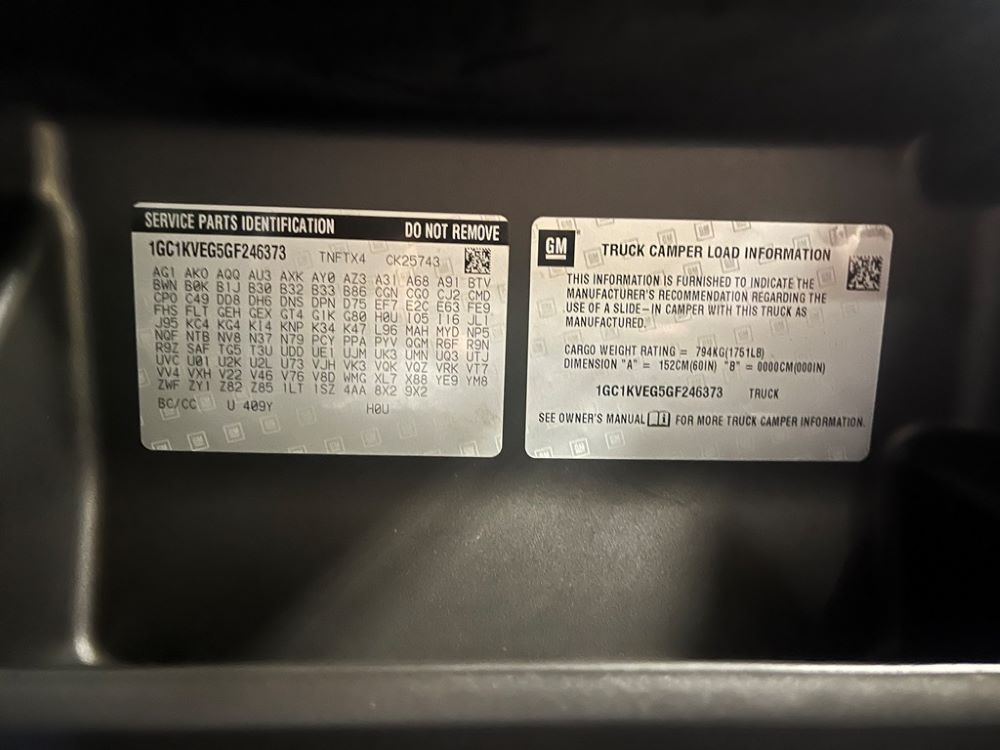 SERVICE PARTS IDENTIFICATION DO NOT REMOVE
1GC1KVEG5GF246373 TNFTX4 CK25743
AG1 AKO AQQ AU3 AXK AY0 AZ3 A31 A68 A91 BTV
BWN B0K B1J B30 B32 B33 B86 CGN CGO CJ2 CMD
CPO C49 DD8 DH6 DNS DPN D75 EF7 E2C E63 FE9
FHS FLT GEH GEX GT4 G1K G80 H0U IO5 I16 JL1
J95 KC4 KG4 KI4 KNP K34 K47 L96 MAH MYD NP5
NQF NTB NV8 N37 N79 PCY PPA PYV QGM R6F R9N
R9Z SAF TG5 T3U UDD UE1 UJM UK3 UMN UQ3 UTJ
UVC U01 U2K U2L U73 VJH VK3 VQK VQZ VRK VT7
VV4 VXH V22 V46 V76 V8D WMG XL7 X88 YE9 YM8
ZWF ZY1 Z82 Z85 1LT 1SZ 4AA 8X2 9X2
BC/CC U 409Y H0U
GM TRUCK CAMPER LOAD INFORMATION
THIS INFORMATION IS FURNISHED TO INDICATE THE
MANUFACTURER'S RECOMMENDATION REGARDING THE
USE OF A SLIDE-IN CAMPER WITH THIS TRUCK AS
MANUFACTURED.
CARGO WEIGHT RATING = 794KG(1751LB)
DIMENSION "A" = 152CM(60IN) "B" = 0000CM(000IN)
1GC1KVEG5GF246373 TRUCK
SEE OWNER'S MANUAL FOR MORE TRUCK CAMPER INFORMATION.